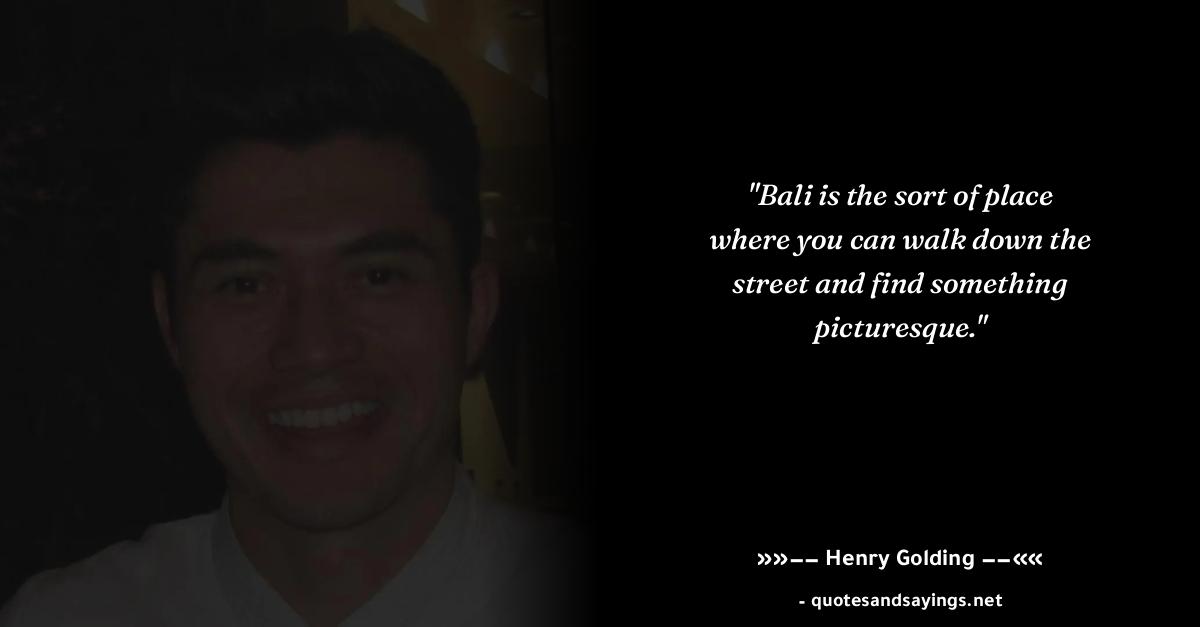 "Bali is the sort of place
where you can walk down the
street and find something
picturesque."
»»−− Henry Golding −−««
- quotesandsayings.net